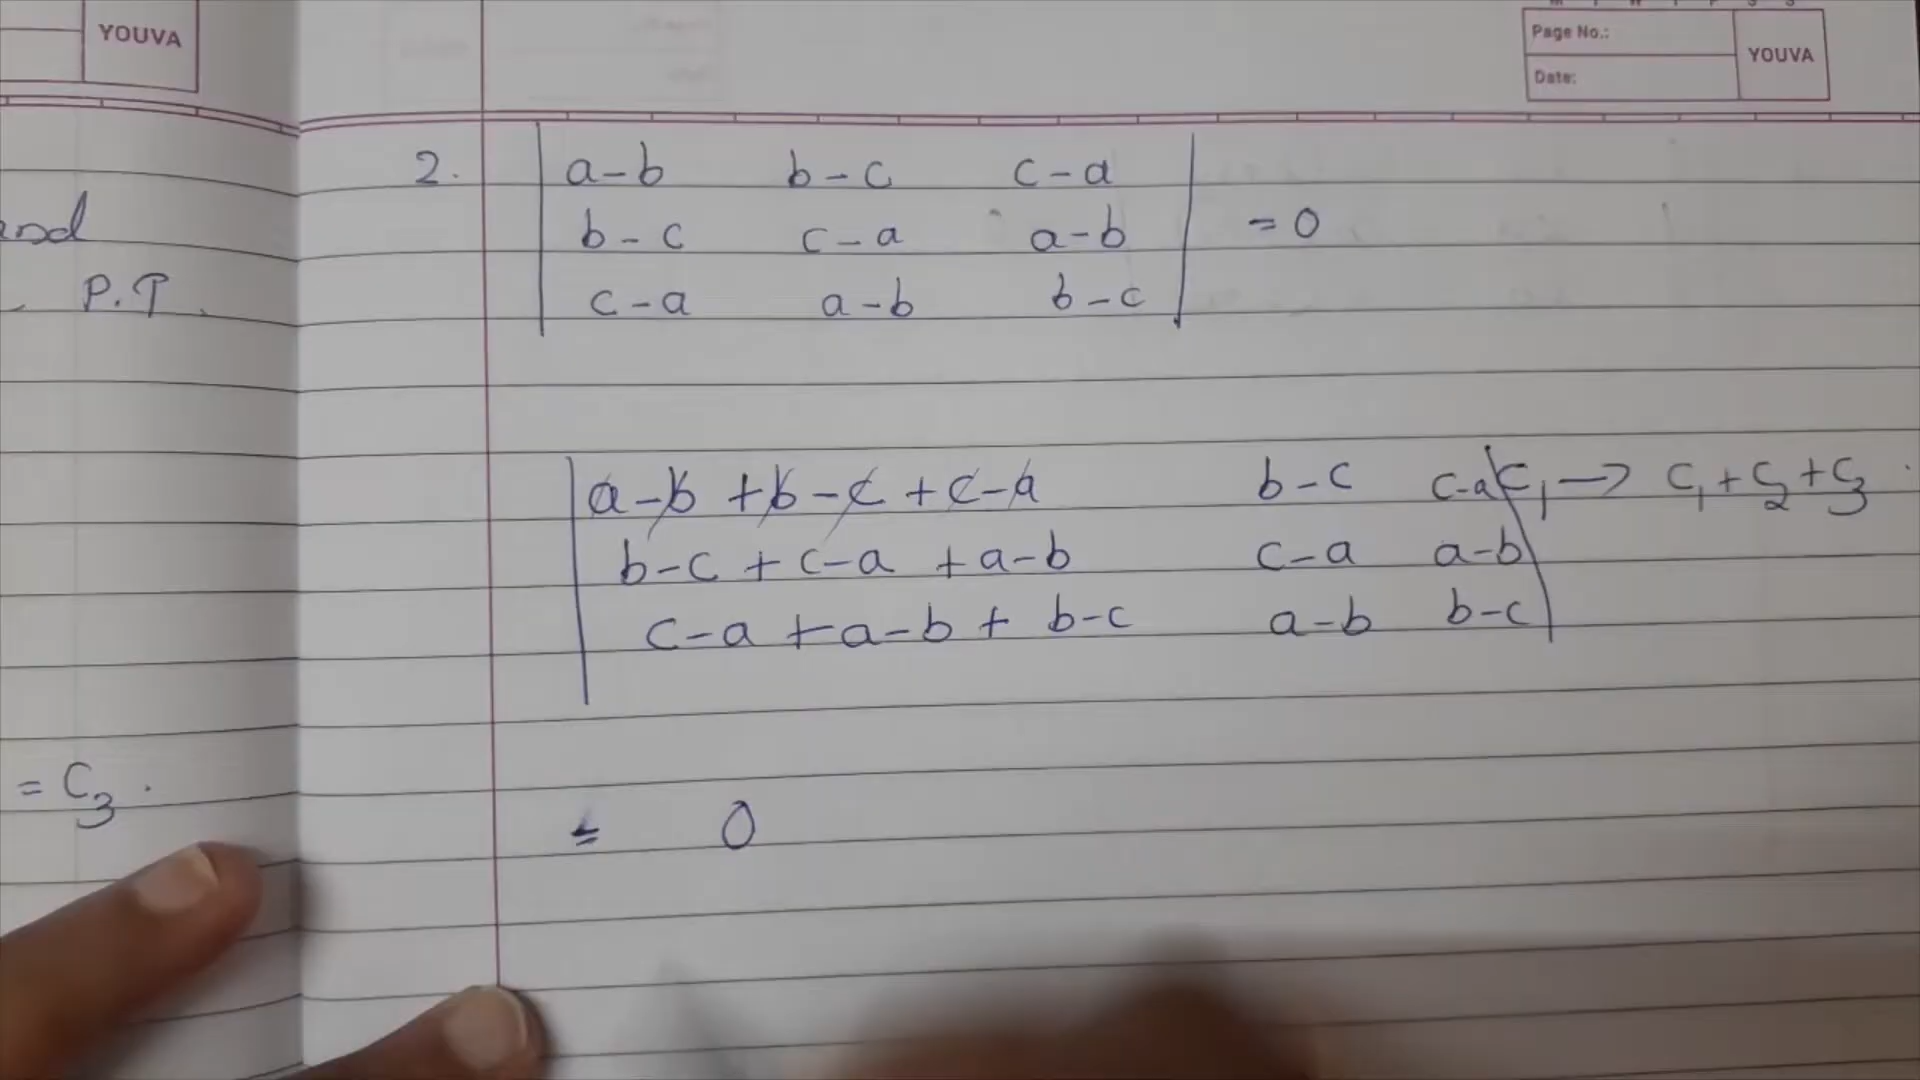 YOUVA
Page No.:
YOUVA
Date:
2. | a-b b-c c-a |
| b-c c-a a-b | = 0
| c-a a-b b-c |
P.T.
| a-b +b-c +c-a b-c c-a | C₁ → C₁+C₂+C₃.
| b-c + c-a +a-b c-a a-b |
| c-a +a-b + b-c a-b b-c |
= C₃.
= 0